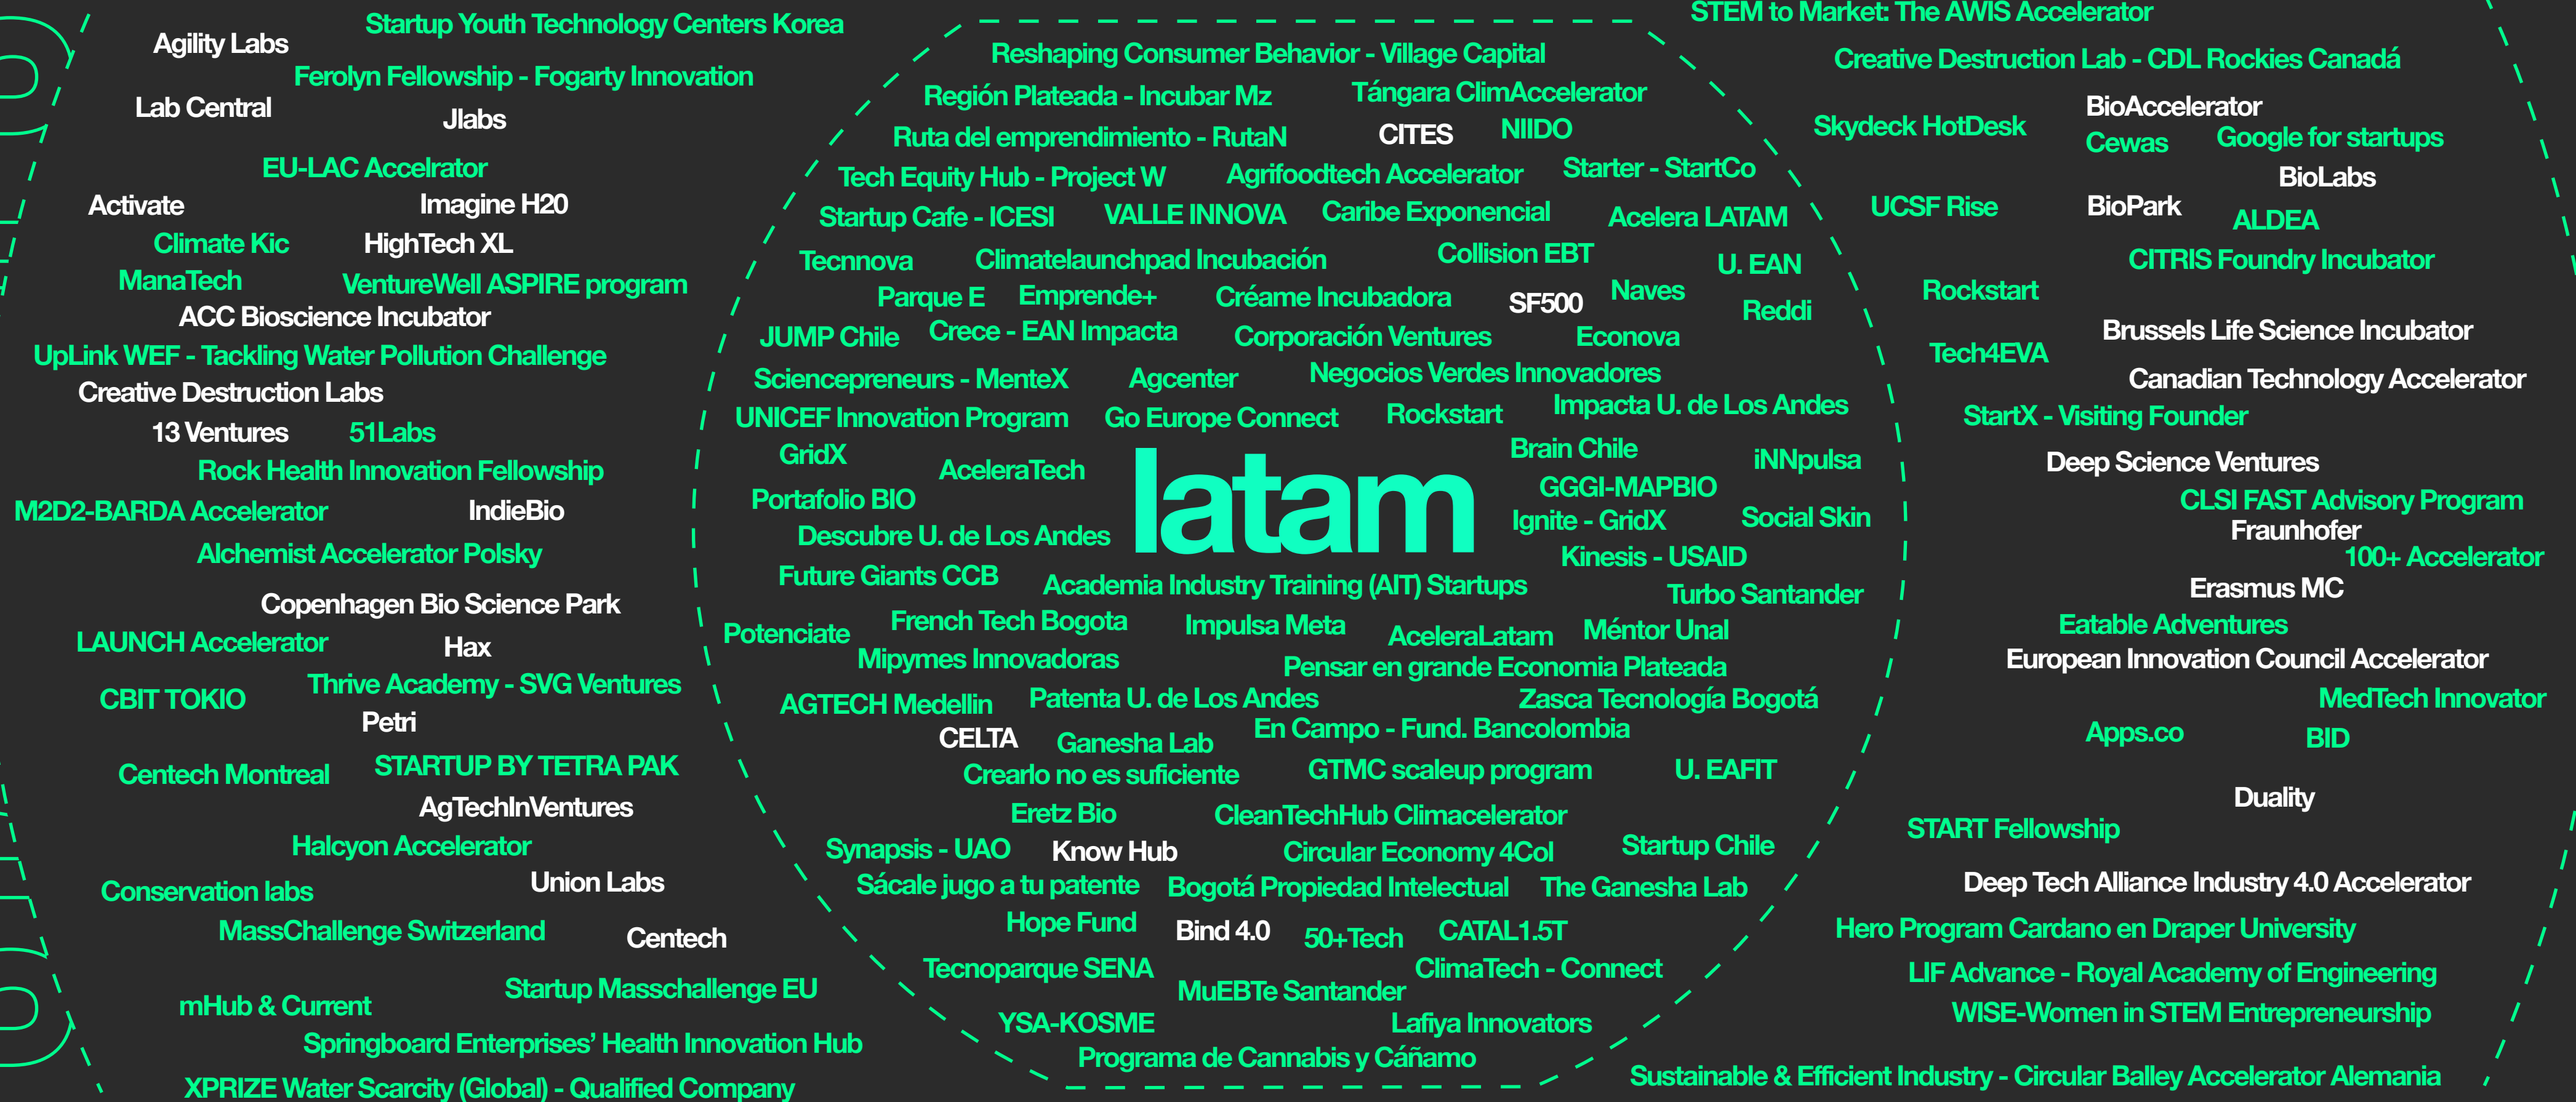 Startup Youth Technology Centers Korea
Agility Labs
Ferolyn Fellowship - Fogarty Innovation
Lab Central
Jlabs
EU-LAC Accelrator
Activate
Imagine H20
Climate Kic
HighTech XL
ManaTech
VentureWell ASPIRE program
ACC Bioscience Incubator
UpLink WEF - Tackling Water Pollution Challenge
Creative Destruction Labs
13 Ventures
51Labs
Rock Health Innovation Fellowship
M2D2-BARDA Accelerator
IndieBio
Alchemist Accelerator Polsky
Copenhagen Bio Science Park
LAUNCH Accelerator
Hax
Thrive Academy - SVG Ventures
CBIT TOKIO
Petri
Centech Montreal
STARTUP BY TETRA PAK
AgTechInVentures
Halcyon Accelerator
Union Labs
Conservation labs
MassChallenge Switzerland
Centech
Startup Masschallenge EU
mHub & Current
Springboard Enterprises’ Health Innovation Hub
XPRIZE Water Scarcity (Global) - Qualified Company
Reshaping Consumer Behavior - Village Capital
Región Plateada - Incubar Mz
Tángara ClimAccelerator
Ruta del emprendimiento - RutaN
CITES
NIIDO
Tech Equity Hub - Project W
Agrifoodtech Accelerator
Starter - StartCo
Startup Cafe - ICESI
VALLE INNOVA
Caribe Exponencial
Acelera LATAM
Tecnnova
Climatelaunchpad Incubación
Collision EBT
U. EAN
Parque E
Emprende+
Créame Incubadora
SF500
Naves
Reddi
JUMP Chile
Crece - EAN Impacta
Corporación Ventures
Econova
Sciencepreneurs - MenteX
Agcenter
Negocios Verdes Innovadores
UNICEF Innovation Program
Go Europe Connect
Rockstart
Impacta U. de Los Andes
GridX
AceleraTech
Brain Chile
iNNpulsa
Portafolio BIO
latam
GGGI-MAPBIO
Ignite - GridX
Social Skin
Descubre U. de Los Andes
Kinesis - USAID
Future Giants CCB
Academia Industry Training (AIT) Startups
Turbo Santander
Potenciate
French Tech Bogota
Impulsa Meta
AceleraLatam
Méntor Unal
Mipymes Innovadoras
Pensar en grande Economia Plateada
AGTECH Medellin
Patenta U. de Los Andes
Zasca Tecnología Bogotá
CELTA
Ganesha Lab
En Campo - Fund. Bancolombia
Crearlo no es suficiente
GTMC scaleup program
U. EAFIT
Eretz Bio
CleanTechHub Climacelerator
Synapsis - UAO
Know Hub
Circular Economy 4Col
Startup Chile
Sácale jugo a tu patente
Bogotá Propiedad Intelectual
The Ganesha Lab
Hope Fund
Bind 4.0
50+Tech
CATAL1.5T
Tecnoparque SENA
ClimaTech - Connect
MuEBTe Santander
YSA-KOSME
Lafiya Innovators
Programa de Cannabis y Cáñamo
STEM to Market: The AWIS Accelerator
Creative Destruction Lab - CDL Rockies Canadá
BioAccelerator
Skydeck HotDesk
Cewas
Google for startups
BioLabs
UCSF Rise
BioPark
ALDEA
CITRIS Foundry Incubator
Rockstart
Brussels Life Science Incubator
Tech4EVA
Canadian Technology Accelerator
StartX - Visiting Founder
Deep Science Ventures
CLSI FAST Advisory Program
Fraunhofer
100+ Accelerator
Erasmus MC
Eatable Adventures
European Innovation Council Accelerator
MedTech Innovator
Apps.co
BID
Duality
START Fellowship
Deep Tech Alliance Industry 4.0 Accelerator
Hero Program Cardano en Draper University
LIF Advance - Royal Academy of Engineering
WISE-Women in STEM Entrepreneurship
Sustainable & Efficient Industry - Circular Balley Accelerator Alemania